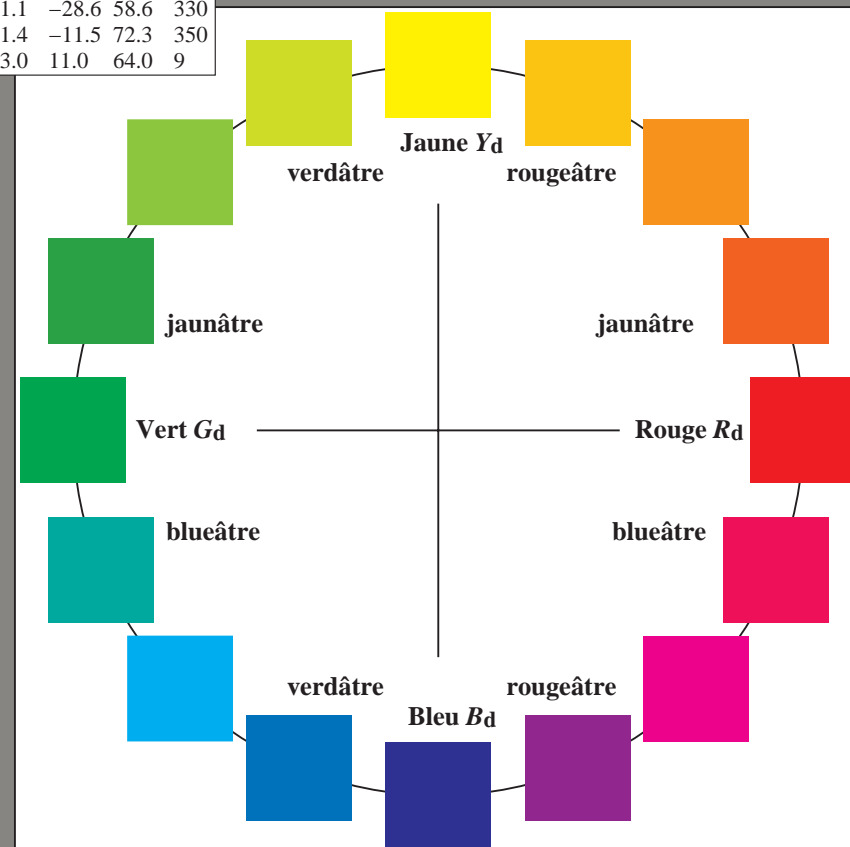 1.1 −28.6 58.6 330
1.4 −11.5 72.3 350
3.0 11.0 64.0 9
Jaune Yd
verdâtre rougeâtre
jaunâtre jaunâtre
Vert Gd Rouge Rd
blueâtre blueâtre
verdâtre rougeâtre
Bleu Bd